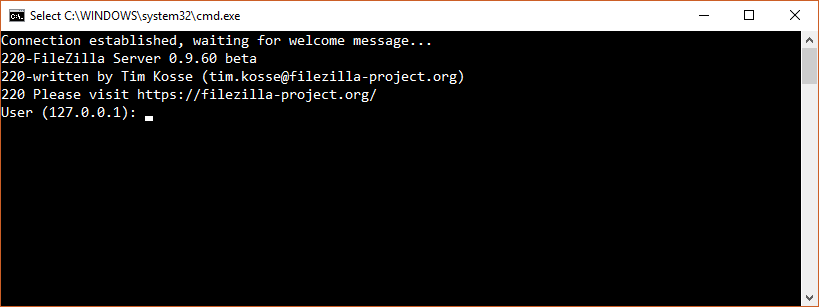 Select C:\WINDOWS\system32\cmd.exe
Connection established, waiting for welcome message...
220-FileZilla Server 0.9.60 beta
220-written by Tim Kosse (tim.kosse@filezilla-project.org)
220 Please visit https://filezilla-project.org/
User (127.0.0.1):